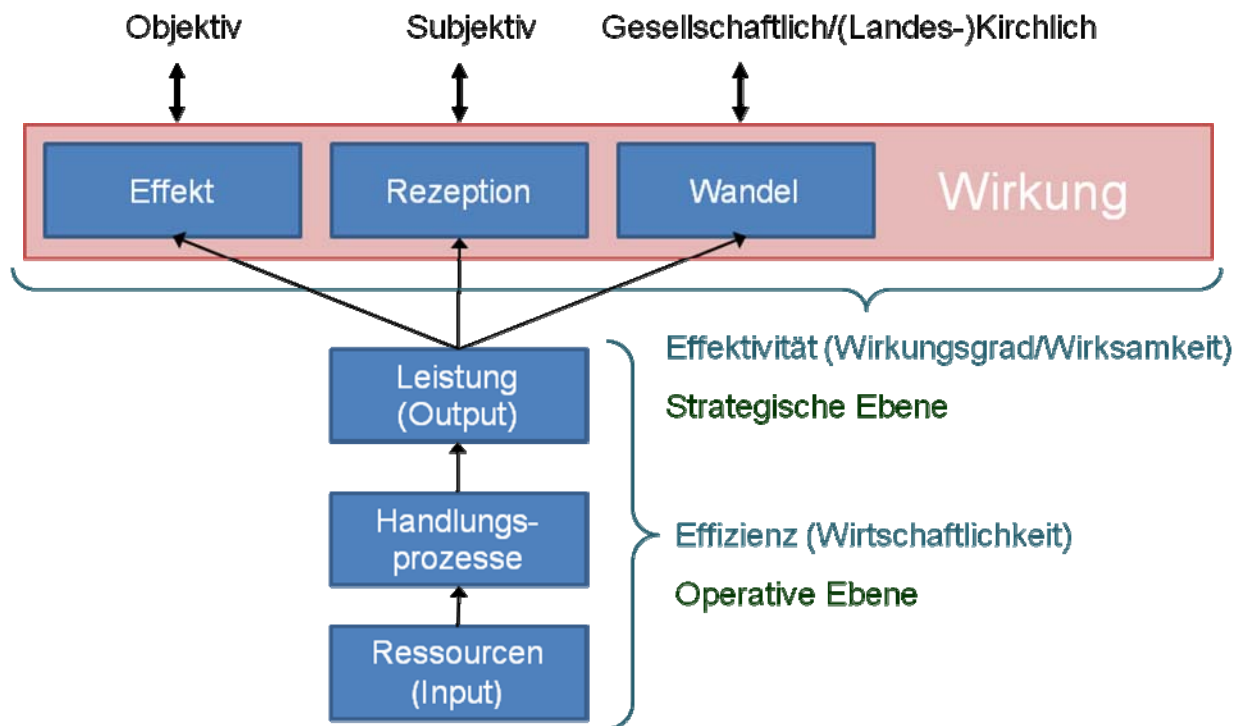 Objektiv
Subjektiv
Gesellschaftlich/(Landes-)Kirchlich
Effekt
Rezeption
Wandel
Wirkung
Leistung
(Output)
Effektivität (Wirkungsgrad/Wirksamkeit)
Strategische Ebene
Handlungs-
prozesse
Effizienz (Wirtschaftlichkeit)
Operative Ebene
Ressourcen
(Input)